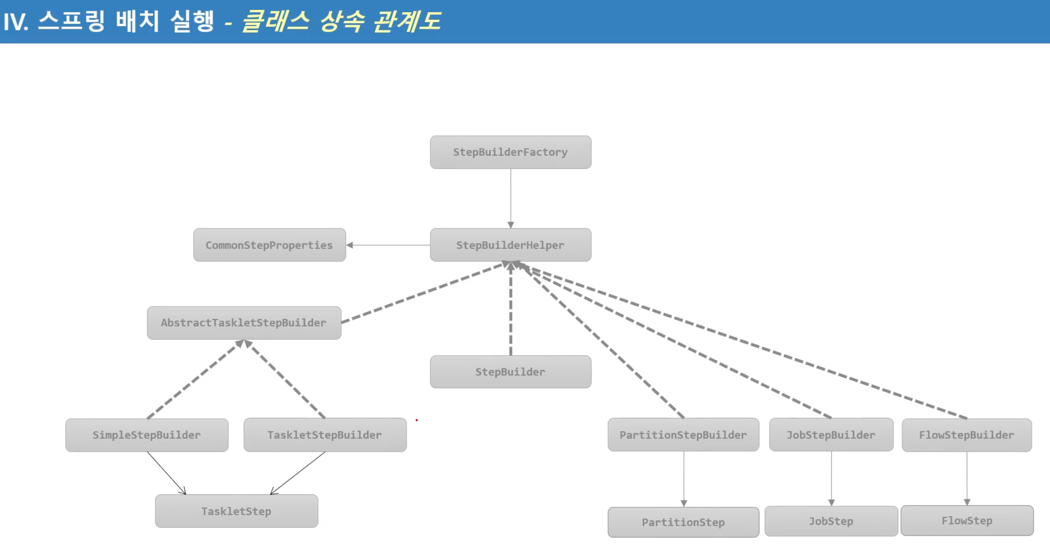 IV. 스프링 배치 실행 - 클래스 상속 관계도
StepBuilderFactory
CommonStepProperties
StepBuilderHelper
AbstractTaskletStepBuilder
StepBuilder
SimpleStepBuilder
TaskletStepBuilder
PartitionStepBuilder
JobStepBuilder
FlowStepBuilder
TaskletStep
PartitionStep
JobStep
FlowStep